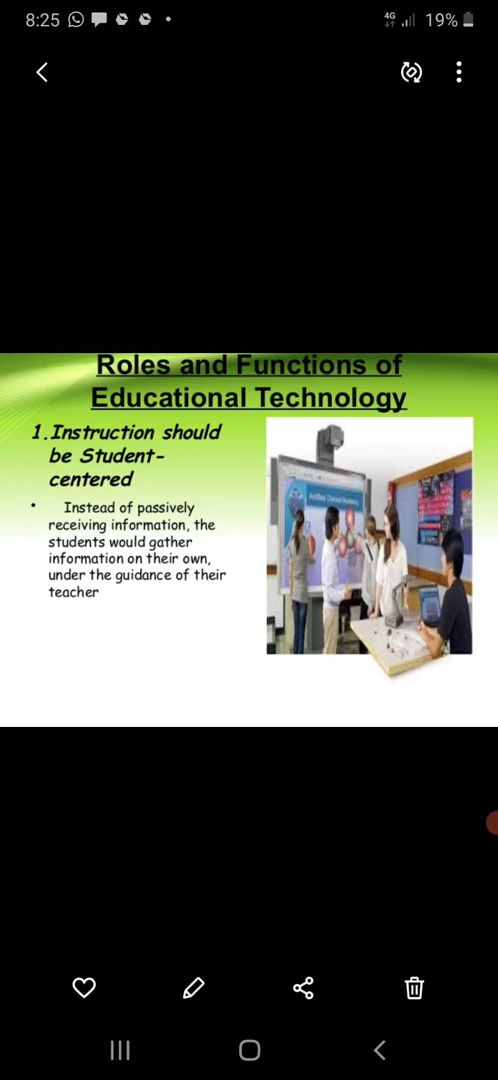 8:25
4G
19%
Roles and Functions of
Educational Technology
1.Instruction should
be Student-
centered
• Instead of passively
receiving information, the
students would gather
information on their own,
under the guidance of their
teacher